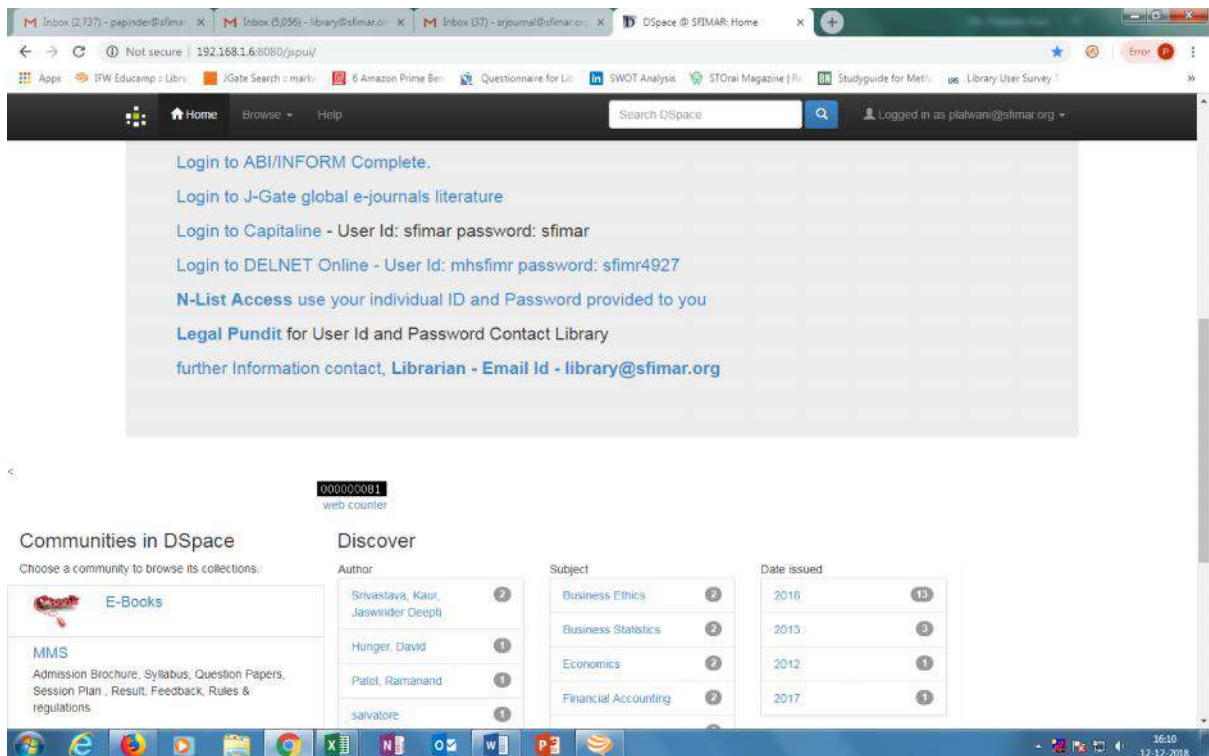 Inbox (2,737) - papinder@sfimar
Inbox (5,056) - library@sfimar.or
Inbox (37) - srjournal@sfimar.or
DSpace @ SFIMAR: Home
Not secure 192.168.1.6:8080/jspui/
Error P
Apps
IFW Educamp :: Libr
JGate Search :: mark
6 Amazon Prime Be
Questionnaire for Li
SWOT Analysis
STOrai Magazine | R
Studyguide for Meth
Library User Survey
Home Browse Help Search DSpace Logged in as plalwani@sfimar.org
Login to ABI/INFORM Complete.
Login to J-Gate global e-journals literature
Login to Capitaline - User Id: sfimar password: sfimar
Login to DELNET Online - User Id: mhsfimr password: sfimr4927
N-List Access use your individual ID and Password provided to you
Legal Pundit for User Id and Password Contact Library
further Information contact, Librarian - Email Id - library@sfimar.org
<
000000081
web counter
Communities in DSpace
Choose a community to browse its collections.
E-Books
MMS
Admission Brochure, Syllabus, Question Papers,
Session Plan , Result, Feedback, Rules &
regulations
Discover
Author
Srivastava, Kaur, 2
Jaswinder Deepti
Hunger, David 1
Patel, Ramanand 1
salvatore 1
Subject
Business Ethics 2
Business Statistics 2
Economics 2
Financial Accounting 2
Date issued
2016 13
2013 3
2012 1
2017 1
16:10
12-12-2018